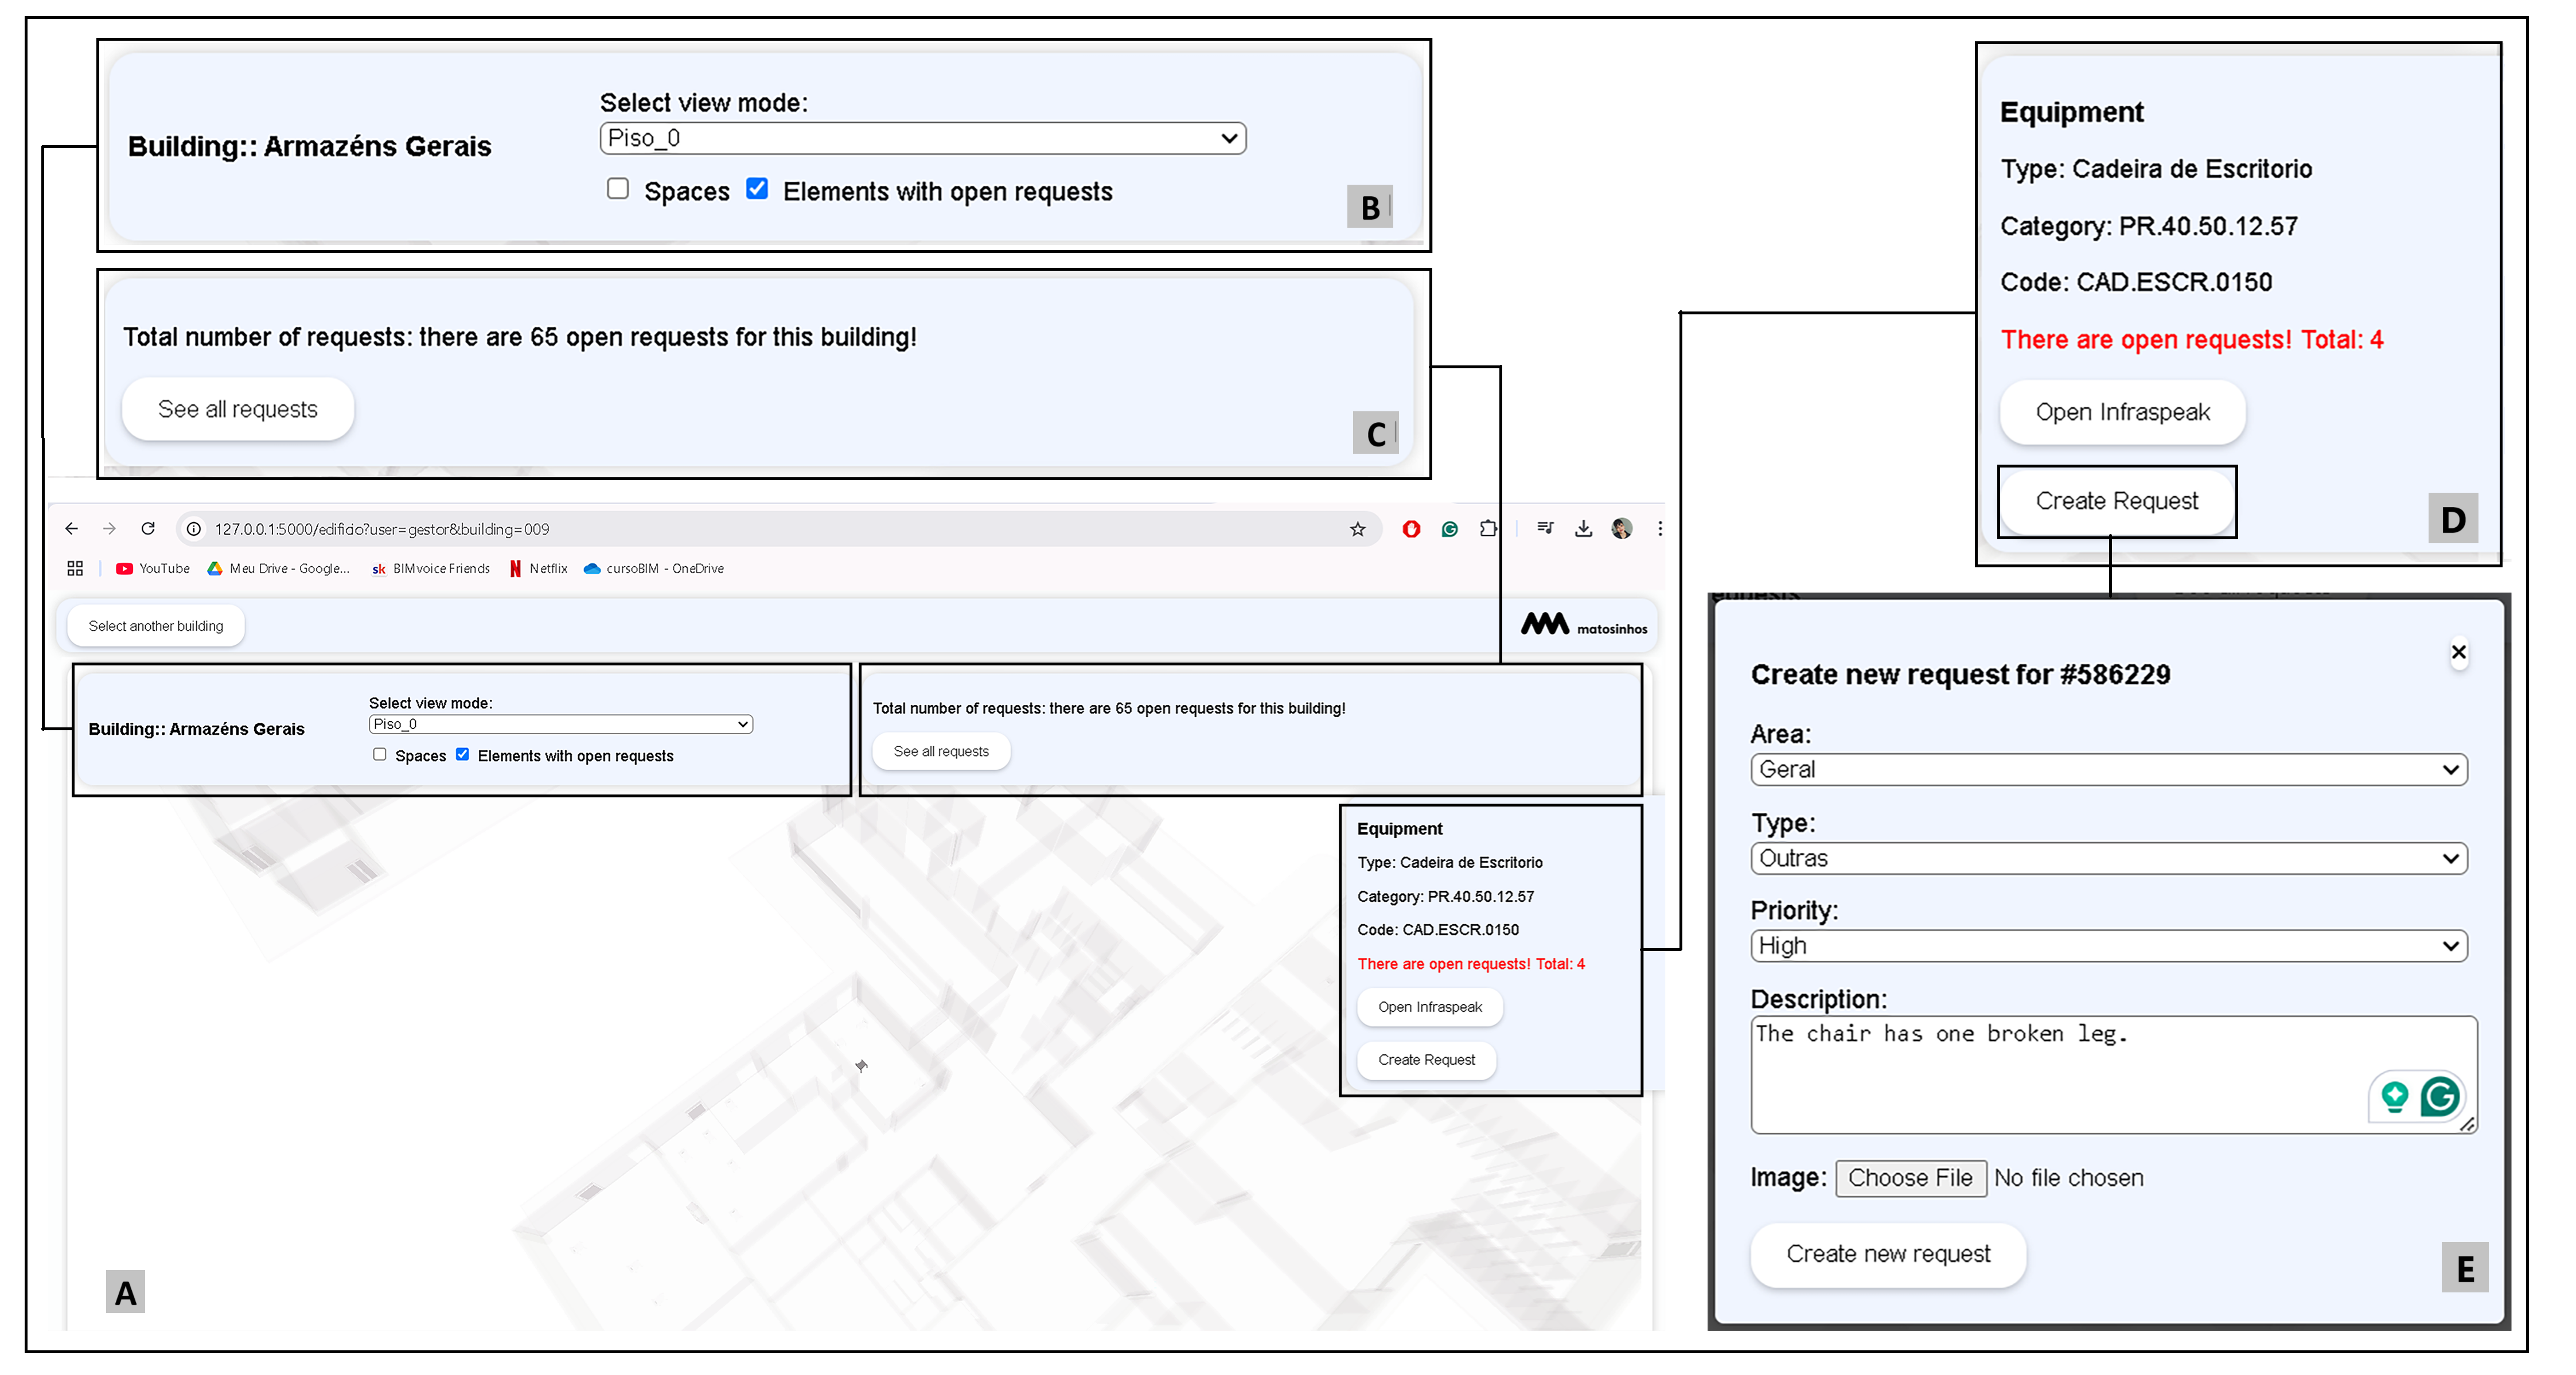 Building:: Armazéns Gerais
Select view mode:
Piso_0
Spaces
Elements with open requests
B
Total number of requests: there are 65 open requests for this building!
See all requests
C
127.0.0.1:5000/edificio?user=gestor&building=009
YouTube
Meu Drive - Google...
sk BIMvoice Friends
N Netflix
cursoBIM - OneDrive
Select another building
matosinhos
Building:: Armazéns Gerais
Select view mode:
Piso_0
Spaces
Elements with open requests
Total number of requests: there are 65 open requests for this building!
See all requests
Equipment
Type: Cadeira de Escritorio
Category: PR.40.50.12.57
Code: CAD.ESCR.0150
There are open requests! Total: 4
Open Infraspeak
Create Request
A
Equipment
Type: Cadeira de Escritorio
Category: PR.40.50.12.57
Code: CAD.ESCR.0150
There are open requests! Total: 4
Open Infraspeak
Create Request
D
Create new request for #586229
×
Area:
Geral
Type:
Outras
Priority:
High
Description:
The chair has one broken leg.
Image: Choose File No file chosen
Create new request
E